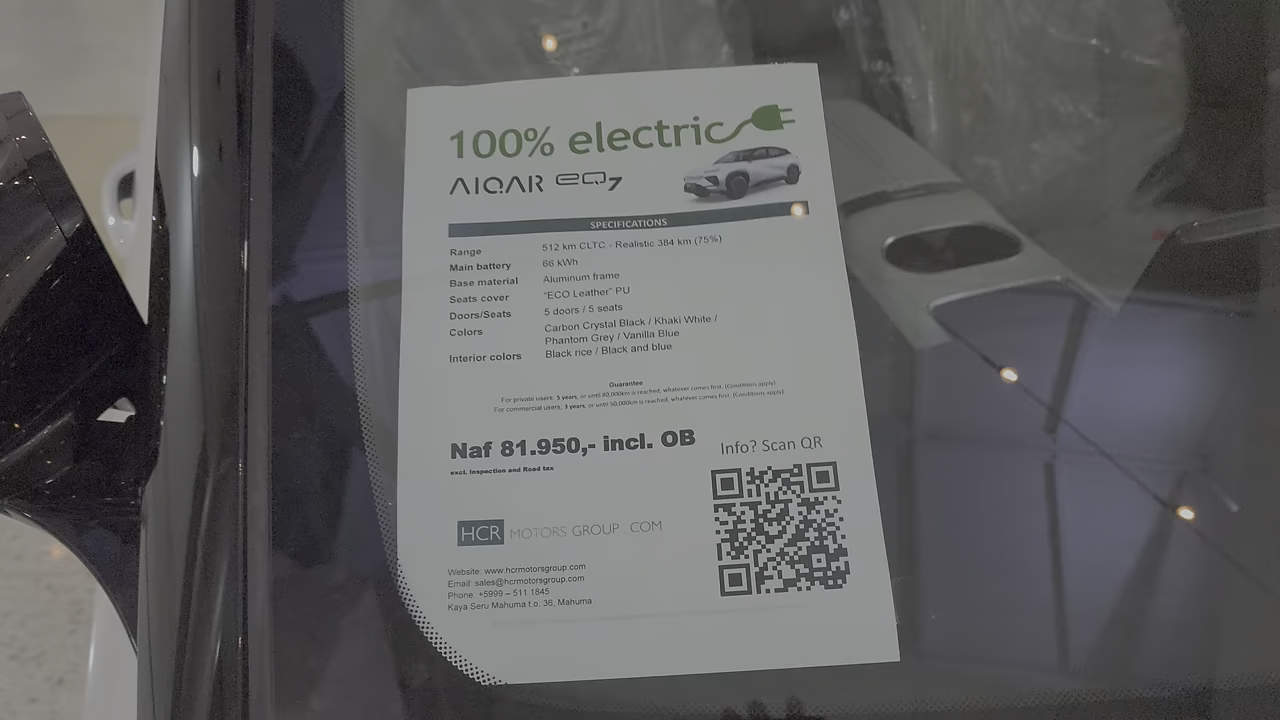 100% electric
AIQAR eQ7
SPECIFICATIONS
Range 512 km CLTC - Realistic 384 km (75%)
Main battery 66 kWh
Base material Aluminum frame
Seats cover "ECO Leather" PU
Doors/Seats 5 doors / 5 seats
Colors Carbon Crystal Black / Khaki White /
Phantom Grey / Vanilla Blue
Interior colors Black rice / Black and blue
Guarantee
For private users; 5 years, or until 80,000km is reached, whatever comes first. (Conditions apply)
For commercial users; 3 years, or until 50,000km is reached, whatever comes first. (Conditions apply)
Naf 81.950,- incl. OB
excl. Inspection and Road tax
Info? Scan QR
HCR MOTORS GROUP . COM
Website: www.hcrmotorsgroup.com
Email: sales@hcrmotorsgroup.com
Phone: +5999 – 511 1845
Kaya Seru Mahuma t.o. 36, Mahuma